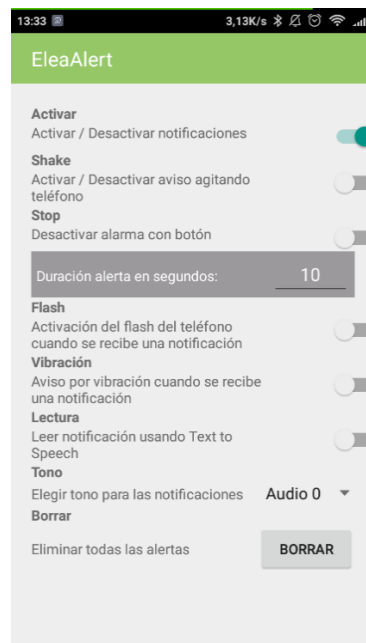 13:33 3,13K/s
EleaAlert
Activar
Activar / Desactivar notificaciones
Shake
Activar / Desactivar aviso agitando
teléfono
Stop
Desactivar alarma con botón
Duración alerta en segundos: 10
Flash
Activación del flash del teléfono
cuando se recibe una notificación
Vibración
Aviso por vibración cuando se recibe
una notificación
Lectura
Leer notificación usando Text to
Speech
Tono
Elegir tono para las notificaciones Audio 0
Borrar
Eliminar todas las alertas BORRAR